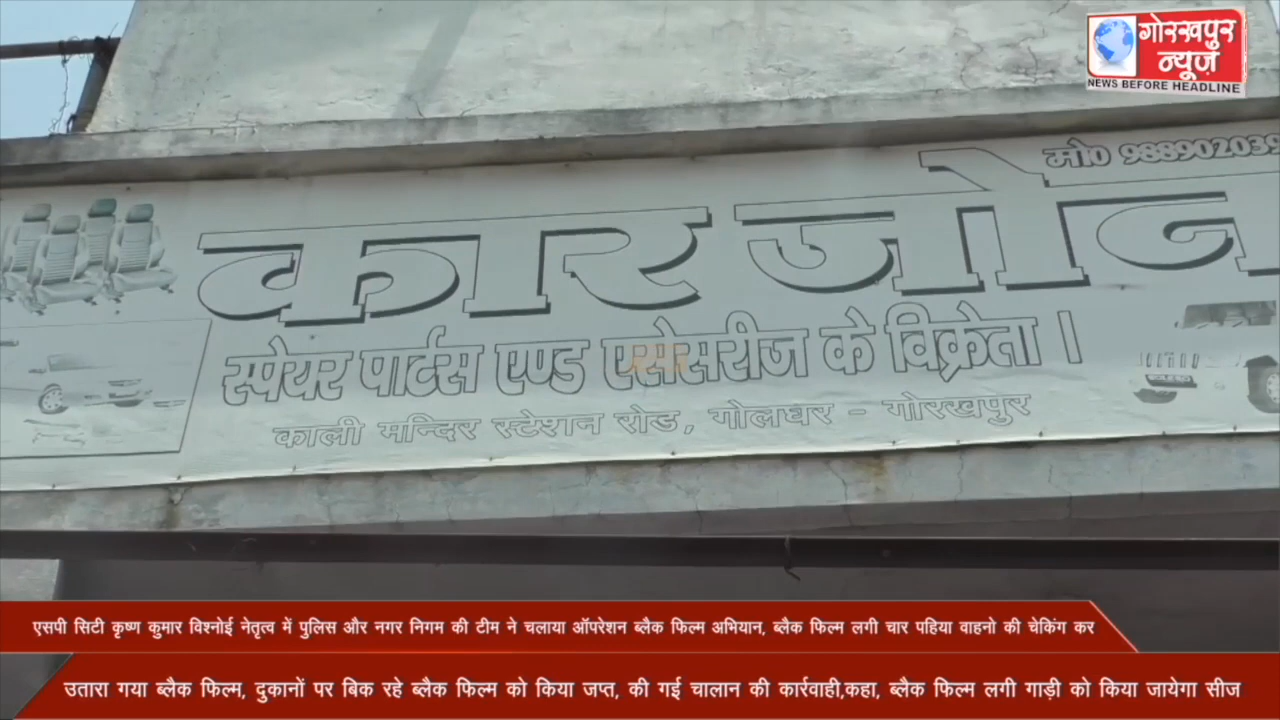 गोरखपुर
न्यूज़
NEWS BEFORE HEADLINE
मो0 988902039
कार जोन
स्पेयर पार्टस एण्ड एसेसरीज के विक्रेता।
काली मन्दिर स्टेशन रोड, गोलघर - गोरखपुर
एसपी सिटी कृष्ण कुमार विश्नोई नेतृत्व में पुलिस और नगर निगम की टीम ने चलाया ऑपरेशन ब्लैक फिल्म अभियान, ब्लैक फिल्म लगी चार पहिया वाहनो की चेकिंग कर
उतारा गया ब्लैक फिल्म, दुकानों पर बिक रहे ब्लैक फिल्म को किया जप्त, की गई चालान की कार्रवाही,कहा, ब्लैक फिल्म लगी गाड़ी को किया जायेगा सीज